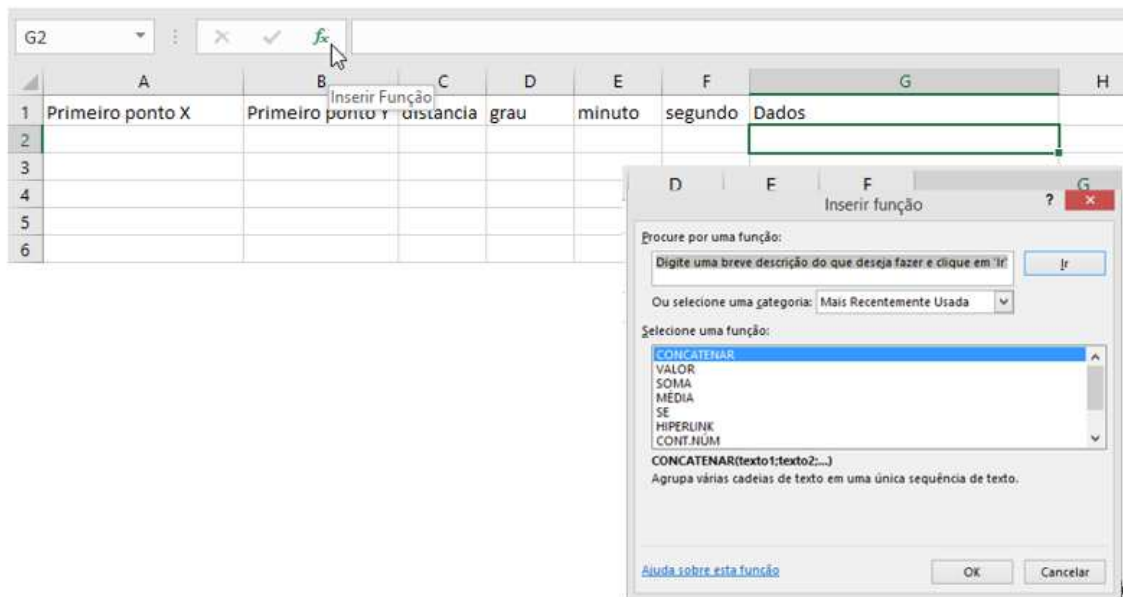 G2
fx
A B C D E F G H
Inserir Função
1 Primeiro ponto X Primeiro ponto Y distancia grau minuto segundo Dados
2
3
4
5
6
D E F G
Inserir função ?
Procure por uma função:
Digite uma breve descrição do que deseja fazer e clique em 'Ir' Ir
Ou selecione uma categoria: Mais Recentemente Usada
Selecione uma função:
CONCATENAR
VALOR
SOMA
MÉDIA
SE
HIPERLINK
CONT.NÚM
CONCATENAR(texto1;texto2;...)
Agrupa várias cadeias de texto em uma única sequência de texto.
Ajuda sobre esta função OK Cancelar